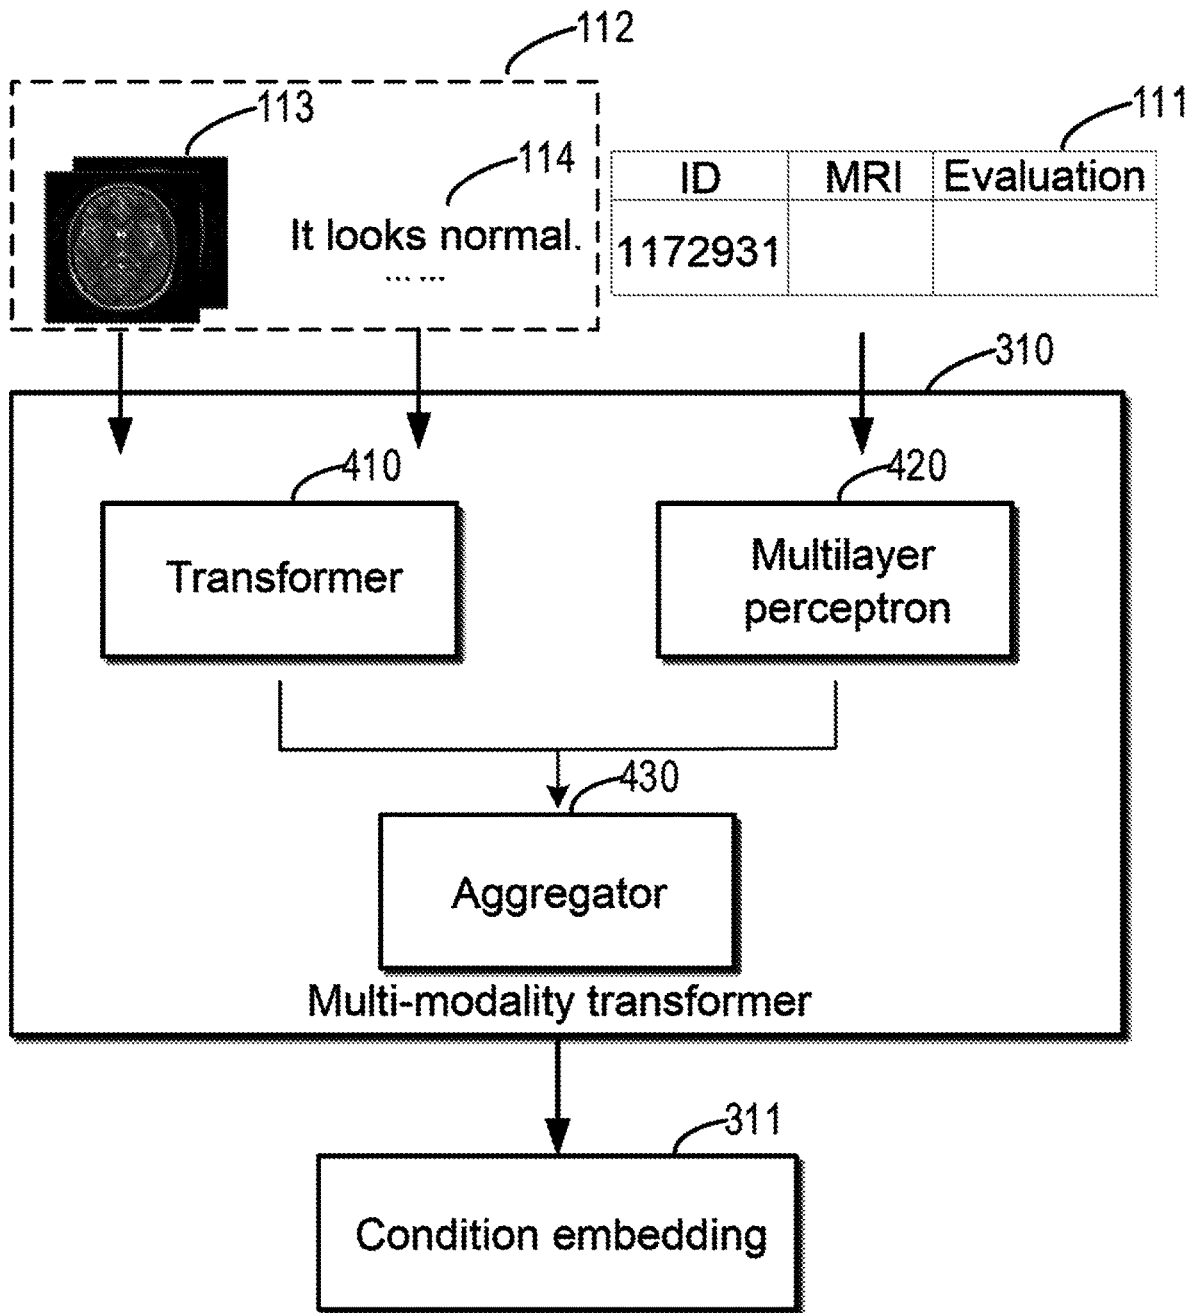 112
113
111
114
ID MRI Evaluation
It looks normal.
1172931
... ...
310
410
420
Transformer
Multilayer
perceptron
430
Aggregator
Multi-modality transformer
311
Condition embedding